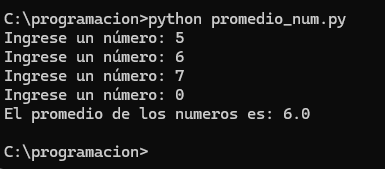 C:\programacion>python promedio_num.py
Ingrese un número: 5
Ingrese un número: 6
Ingrese un número: 7
Ingrese un número: 0
El promedio de los numeros es: 6.0
C:\programacion>